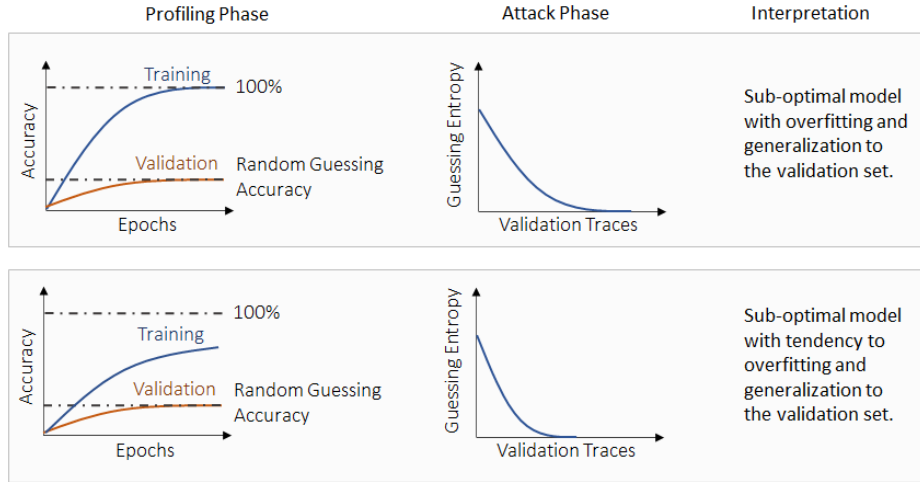 Profiling Phase
Attack Phase
Interpretation
Accuracy
Training
100%
Validation
Random Guessing
Accuracy
Epochs
Guessing Entropy
Validation Traces
Sub-optimal model
with overfitting and
generalization to
the validation set.
Accuracy
100%
Training
Validation
Random Guessing
Accuracy
Epochs
Guessing Entropy
Validation Traces
Sub-optimal model
with tendency to
overfitting and
generalization to
the validation set.